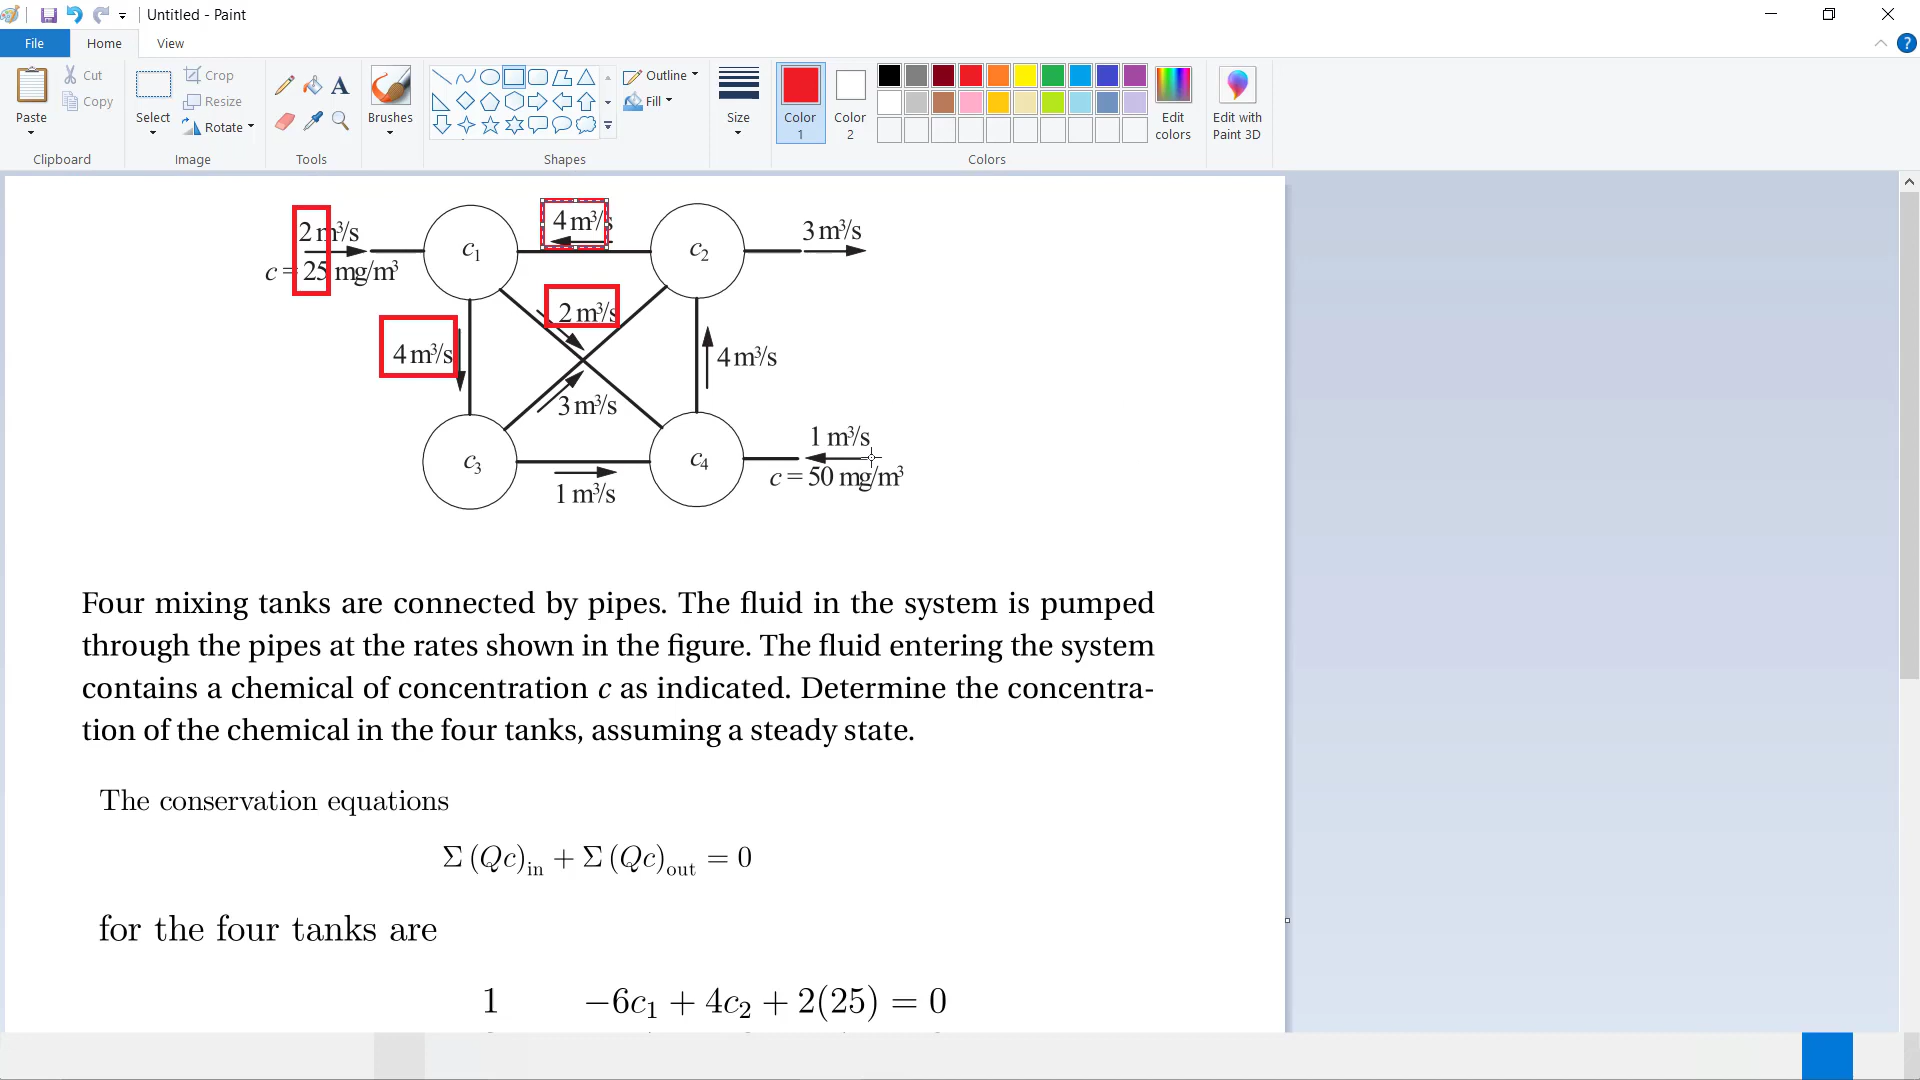 Untitled - Paint
File
Home
View
Paste
Cut
Copy
Clipboard
Select
Crop
Resize
Rotate
Image
A
Tools
Brushes
Shapes
Outline
Fill
Size
Color
1
Color
2
Edit
colors
Colors
Edit with
Paint 3D
?
2 m³/s
c = 25 mg/m³
c₁
4 m³/s
c₂
3 m³/s
2 m³/s
4 m³/s
4 m³/s
3 m³/s
c₃
c₄
1 m³/s
c = 50 mg/m³
1 m³/s
Four mixing tanks are connected by pipes. The fluid in the system is pumped
through the pipes at the rates shown in the figure. The fluid entering the system
contains a chemical of concentration c as indicated. Determine the concentra-
tion of the chemical in the four tanks, assuming a steady state.
The conservation equations
Σ (Qc)in + Σ (Qc)out = 0
for the four tanks are
1 −6c₁ + 4c₂ + 2(25) = 0